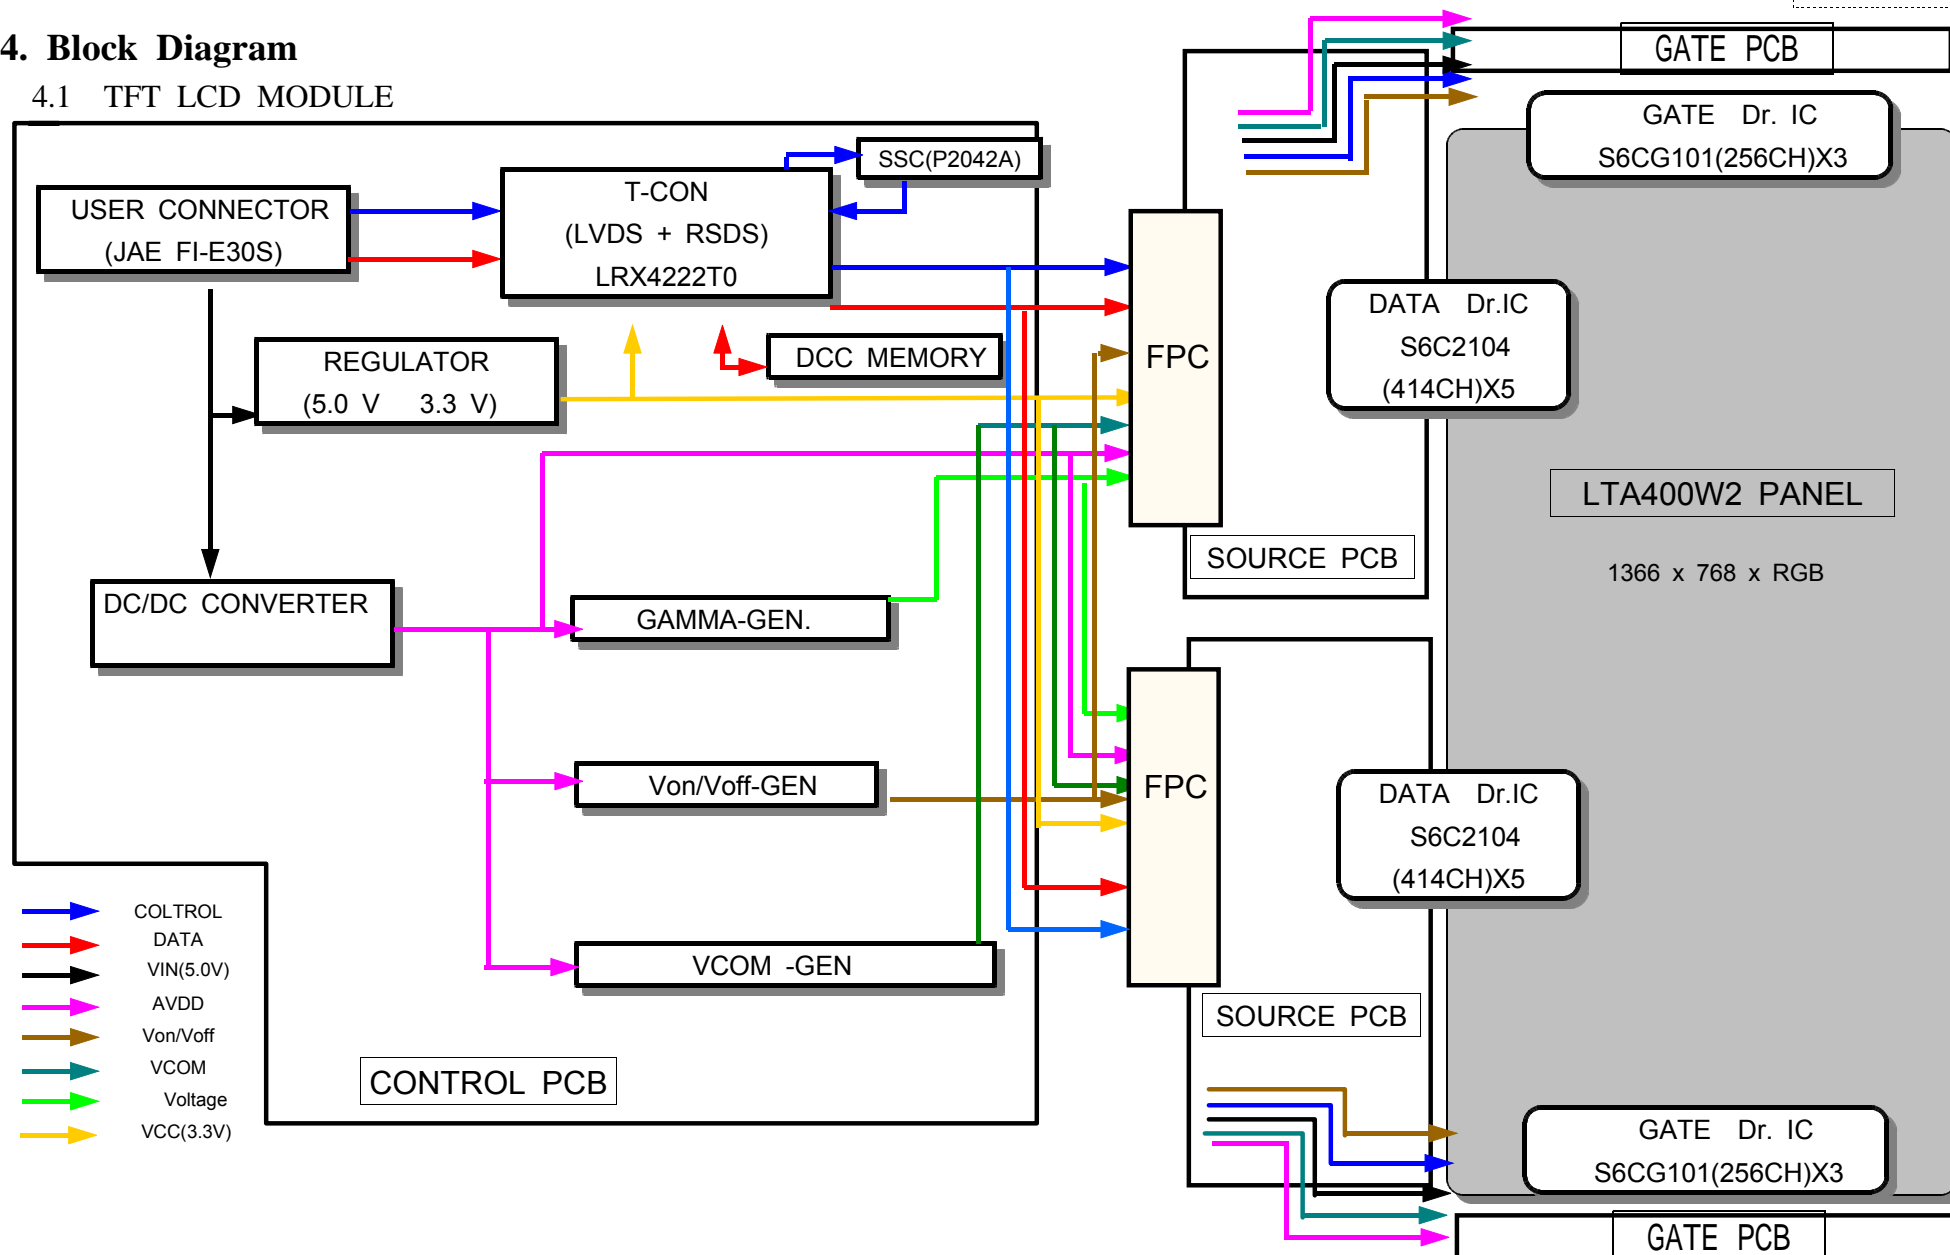 4. Block Diagram
4.1 TFT LCD MODULE
GATE PCB
GATE Dr. IC
S6CG101(256CH)X3
SSC(P2042A)
T-CON
(LVDS + RSDS)
LRX4222T0
USER CONNECTOR
(JAE FI-E30S)
REGULATOR
(5.0 V 3.3 V)
DCC MEMORY
FPC
DATA Dr.IC
S6C2104
(414CH)X5
LTA400W2 PANEL
1366 x 768 x RGB
SOURCE PCB
DC/DC CONVERTER
GAMMA-GEN.
Von/Voff-GEN
VCOM -GEN
FPC
DATA Dr.IC
S6C2104
(414CH)X5
SOURCE PCB
COLTROL
DATA
VIN(5.0V)
AVDD
Von/Voff
VCOM
Voltage
VCC(3.3V)
CONTROL PCB
GATE Dr. IC
S6CG101(256CH)X3
GATE PCB